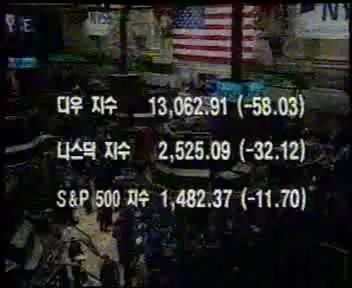 다우 지수 13,062.91 (-58.03)
나스닥 지수 2,525.09 (-32.12)
S&P 500 지수 1,482.37 (-11.70)